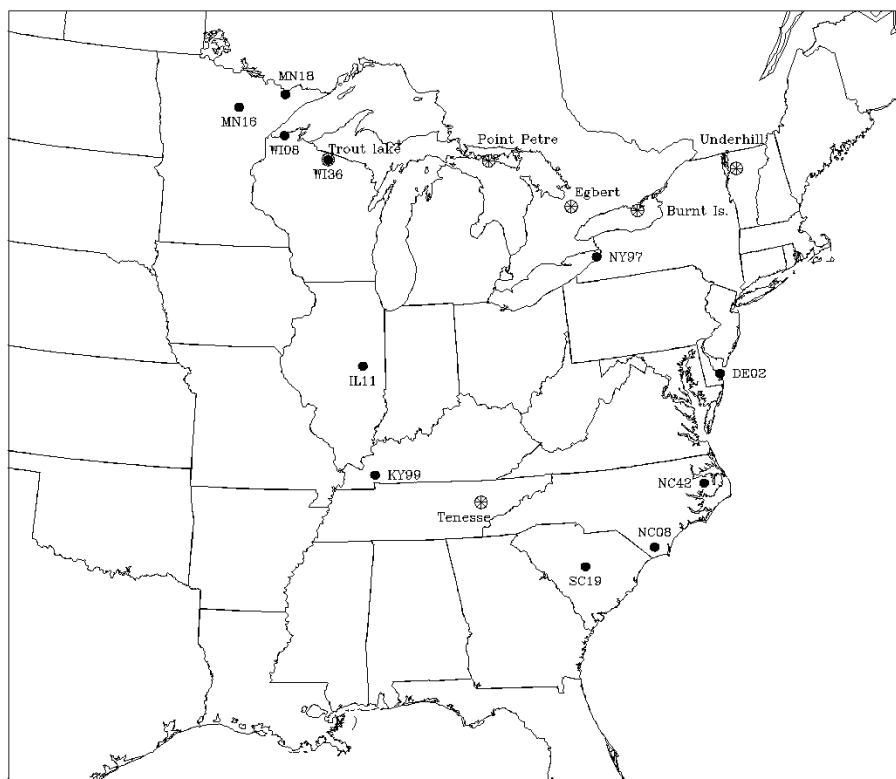 MN18
MN16
WI08
Trout lake
WI36
Point Petre
Underhill
Egbert
Burnt Is.
NY97
IL11
DE02
KY99
NC42
Tenesse
NC08
SC19